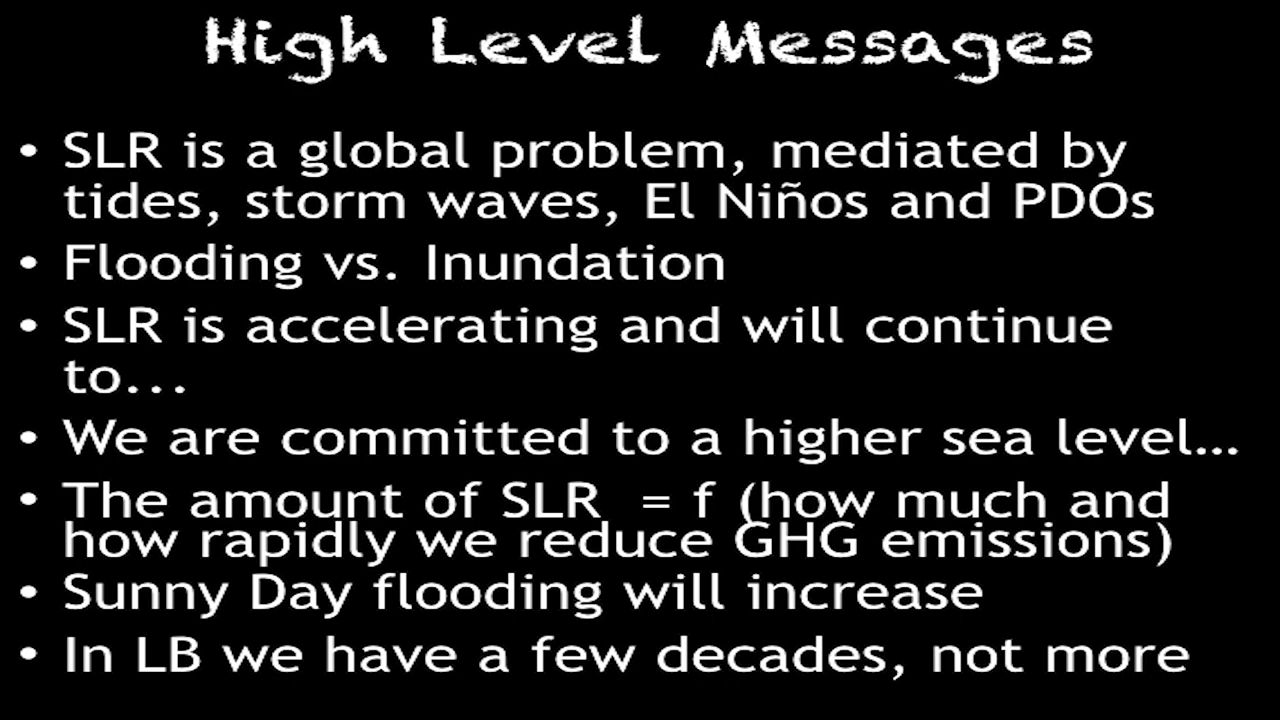 High Level Messages
• SLR is a global problem, mediated by
tides, storm waves, El Niños and PDOs
• Flooding vs. Inundation
• SLR is accelerating and will continue
to...
• We are committed to a higher sea level...
• The amount of SLR  = f (how much and
how rapidly we reduce GHG emissions)
• Sunny Day flooding will increase
• In LB we have a few decades, not more